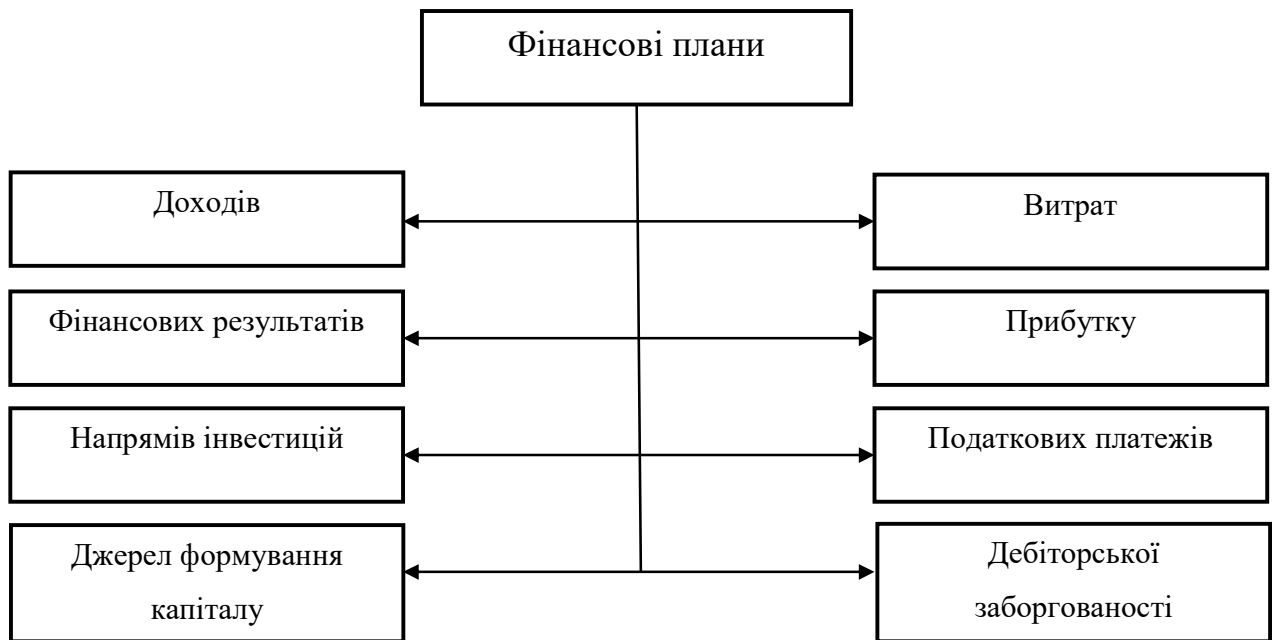 Фінансові плани
Доходів
Витрат
Фінансових результатів
Прибутку
Напрямів інвестицій
Податкових платежів
Джерел формування
капіталу
Дебіторської
заборгованості